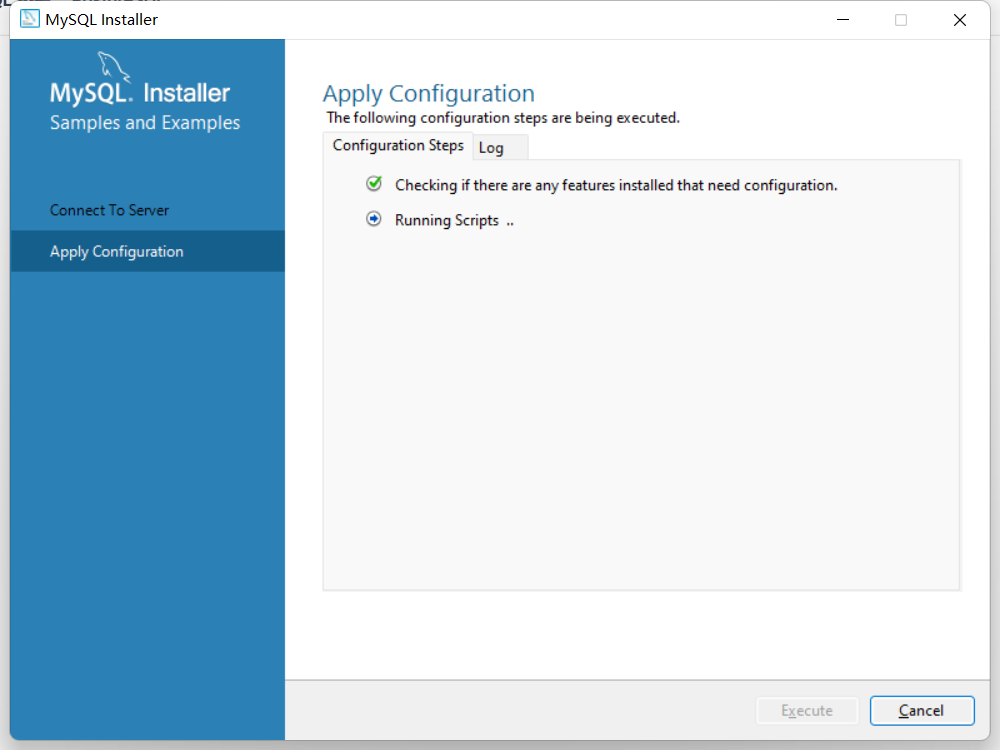 MySQL Installer
MySQL. Installer
Samples and Examples
Connect To Server
Apply Configuration
Apply Configuration
The following configuration steps are being executed.
Configuration Steps
Log
Checking if there are any features installed that need configuration.
Running Scripts ..
Execute
Cancel